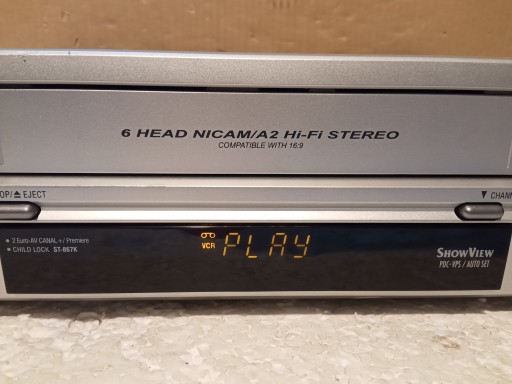 6 HEAD NICAM/A2 Hi-Fi STEREO
COMPATIBLE WITH 16:9
OP/⏏ EJECT
▼ CHANN
• 2 Euro-AV CANAL+/ Premiere
• CHILD LOCK ST-867K
VCR PLAY
SHOWVIEW
PDC-VPS / AUTO SET